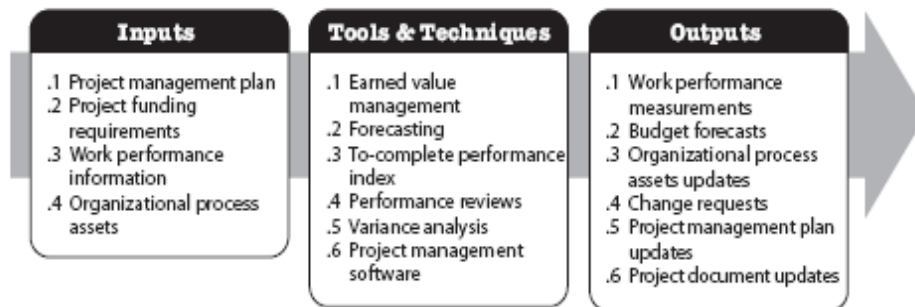 Inputs
.1 Project management plan
.2 Project funding
requirements
.3 Work performance
information
.4 Organizational process
assets
Tools & Techniques
.1 Earned value
management
.2 Forecasting
.3 To-complete performance
index
.4 Performance reviews
.5 Variance analysis
.6 Project management
software
Outputs
.1 Work performance
measurements
.2 Budget forecasts
.3 Organizational process
assets updates
.4 Change requests
.5 Project management plan
updates
.6 Project document updates